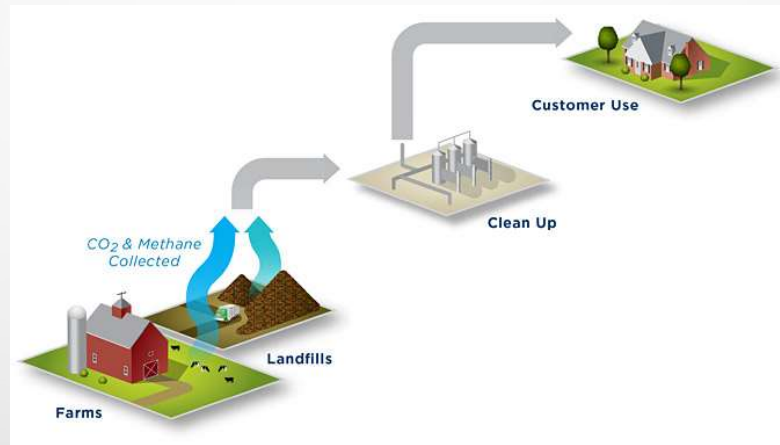 Customer Use
Clean Up
CO₂ & Methane
Collected
Landfills
Farms